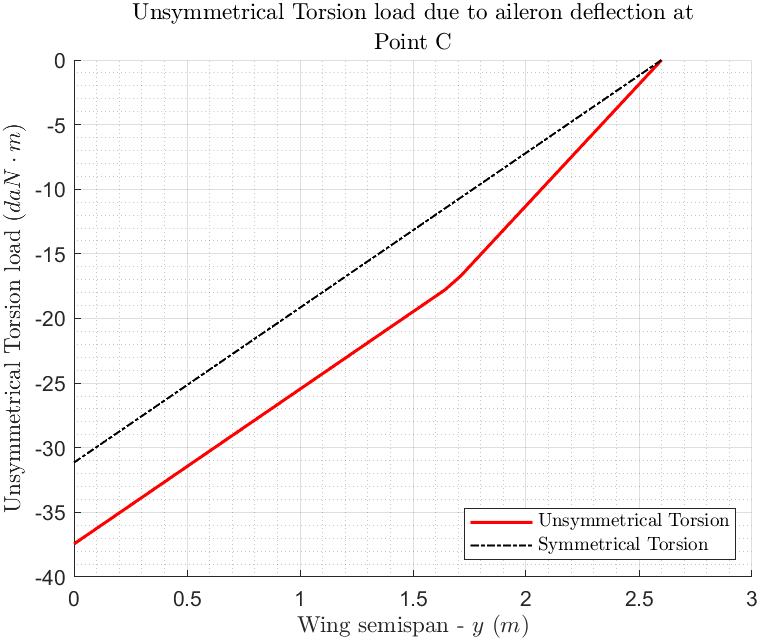 Unsymmetrical Torsion load due to aileron deflection at
Point C
Unsymmetrical Torsion load (daN · m)
0
-5
-10
-15
-20
-25
-30
-35
-40
0
0.5
1
1.5
2
2.5
3
Wing semispan - y (m)
Unsymmetrical Torsion
Symmetrical Torsion